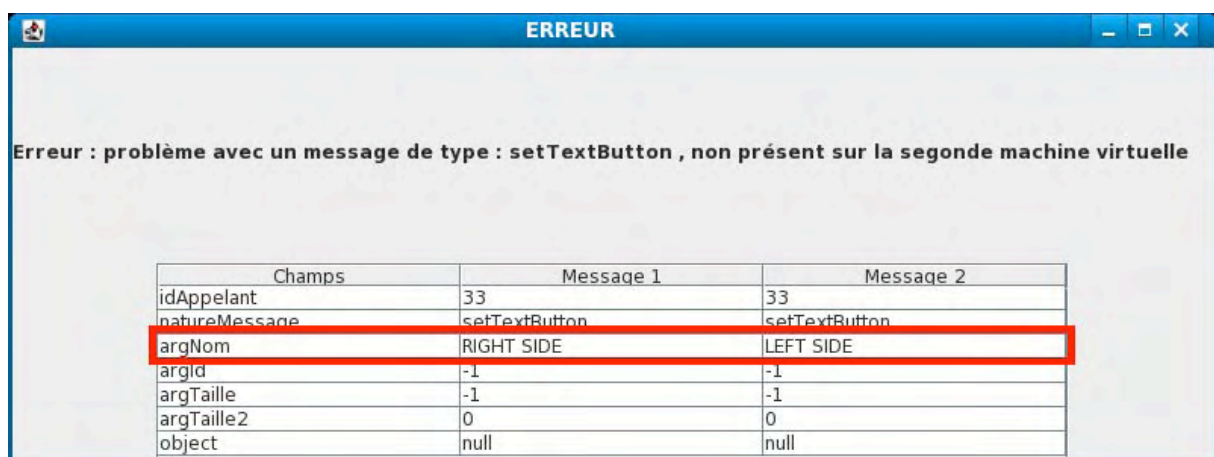 ERREUR
Erreur : problème avec un message de type : setTextButton , non présent sur la segonde machine virtuelle
Champs Message 1 Message 2
idAppelant 33 33
natureMessage setTextButton setTextButton
argNom RIGHT SIDE LEFT SIDE
argId -1 -1
argTaille -1 -1
argTaille2 0 0
object null null